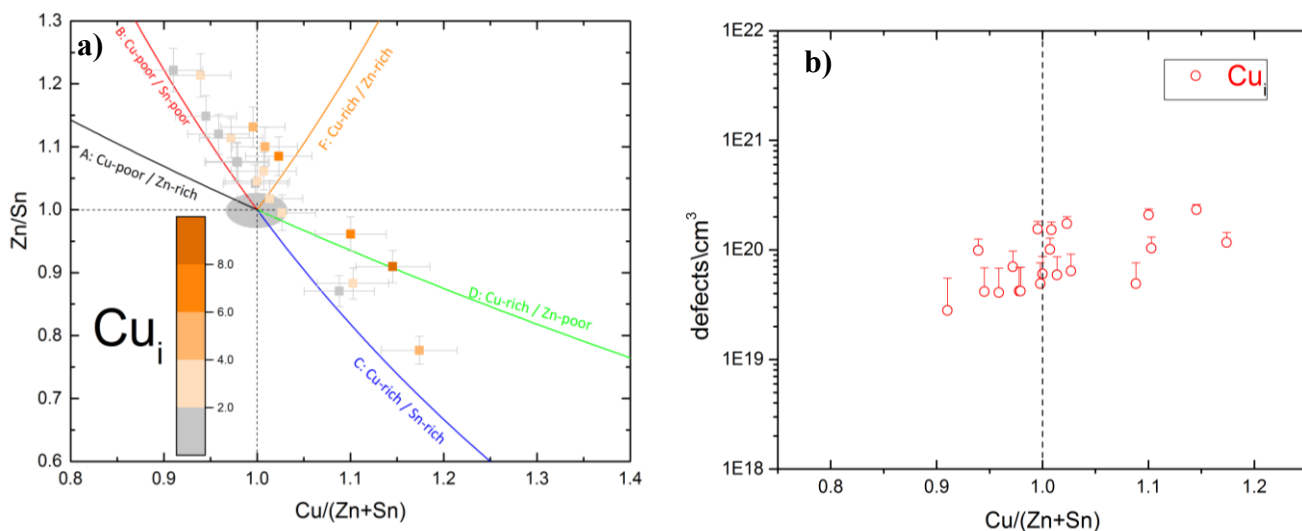 a)
1.3
1.2
1.1
1.0
0.9
0.8
0.7
0.6
Zn/Sn
B: Cu-poor / Sn-poor
F: Cu-rich / Zn-rich
A: Cu-poor / Zn-rich
D: Cu-rich / Zn-poor
C: Cu-rich / Sn-rich
Cui
8.0
6.0
4.0
2.0
0.8 0.9 1.0 1.1 1.2 1.3 1.4
Cu/(Zn+Sn)
b)
1E22
1E21
1E20
1E19
1E18
defects\cm3
Cui
0.8 0.9 1.0 1.1 1.2
Cu/(Zn+Sn)